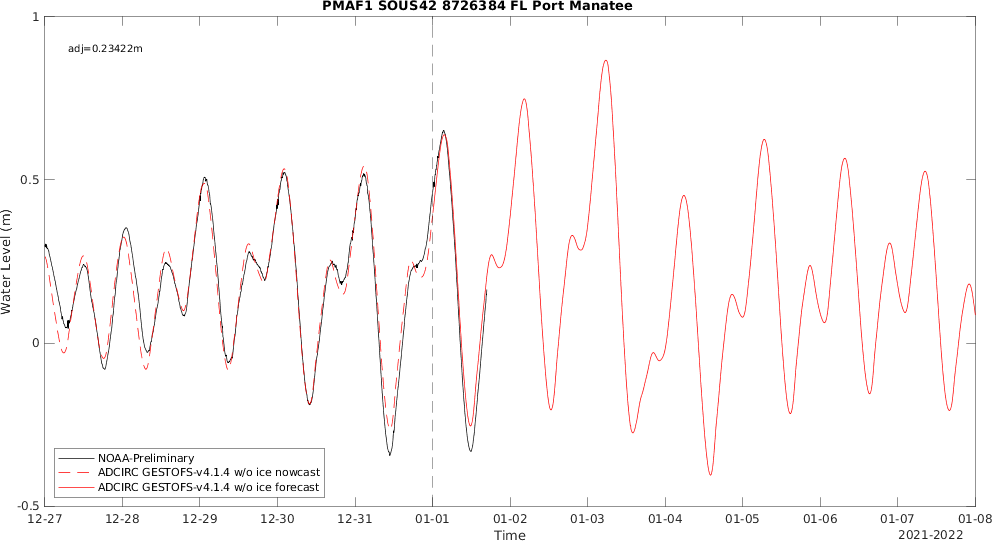 PMAF1 SOUS42 8726384 FL Port Manatee
adj=0.23422m
1
0.5
0
-0.5
Water Level (m)
NOAA-Preliminary
ADCIRC GESTOFS-v4.1.4 w/o ice nowcast
ADCIRC GESTOFS-v4.1.4 w/o ice forecast
12-27 12-28 12-29 12-30 12-31 01-01 01-02 01-03 01-04 01-05 01-06 01-07 01-08
Time
2021-2022